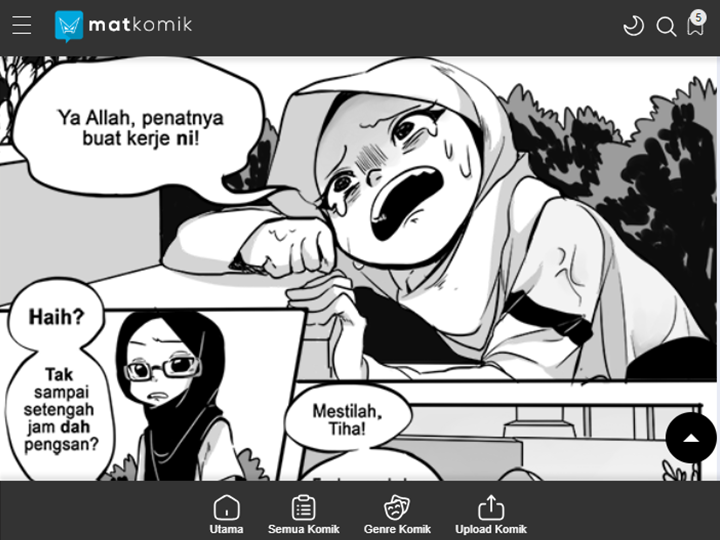 matkomik
5
Ya Allah, penatnya
buat kerje ni!
Haih?
Tak
sampai
setengah
jam dah
pengsan?
Mestilah,
Tiha!
Utama
Semua Komik
Genre Komik
Upload Komik